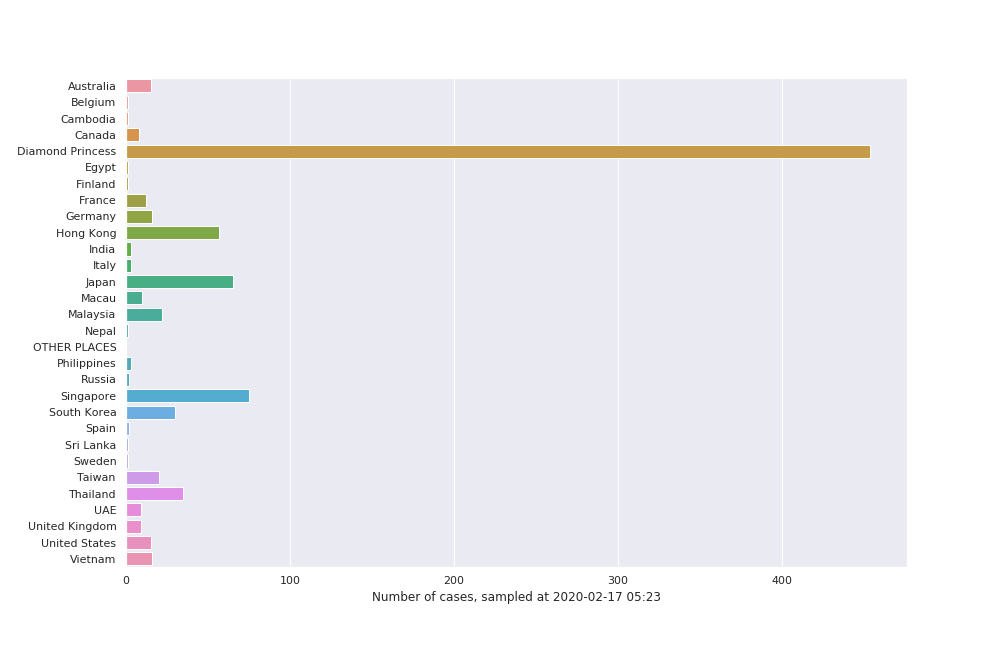 Australia
Belgium
Cambodia
Canada
Diamond Princess
Egypt
Finland
France
Germany
Hong Kong
India
Italy
Japan
Macau
Malaysia
Nepal
OTHER PLACES
Philippines
Russia
Singapore
South Korea
Spain
Sri Lanka
Sweden
Taiwan
Thailand
UAE
United Kingdom
United States
Vietnam
0 100 200 300 400
Number of cases, sampled at 2020-02-17 05:23